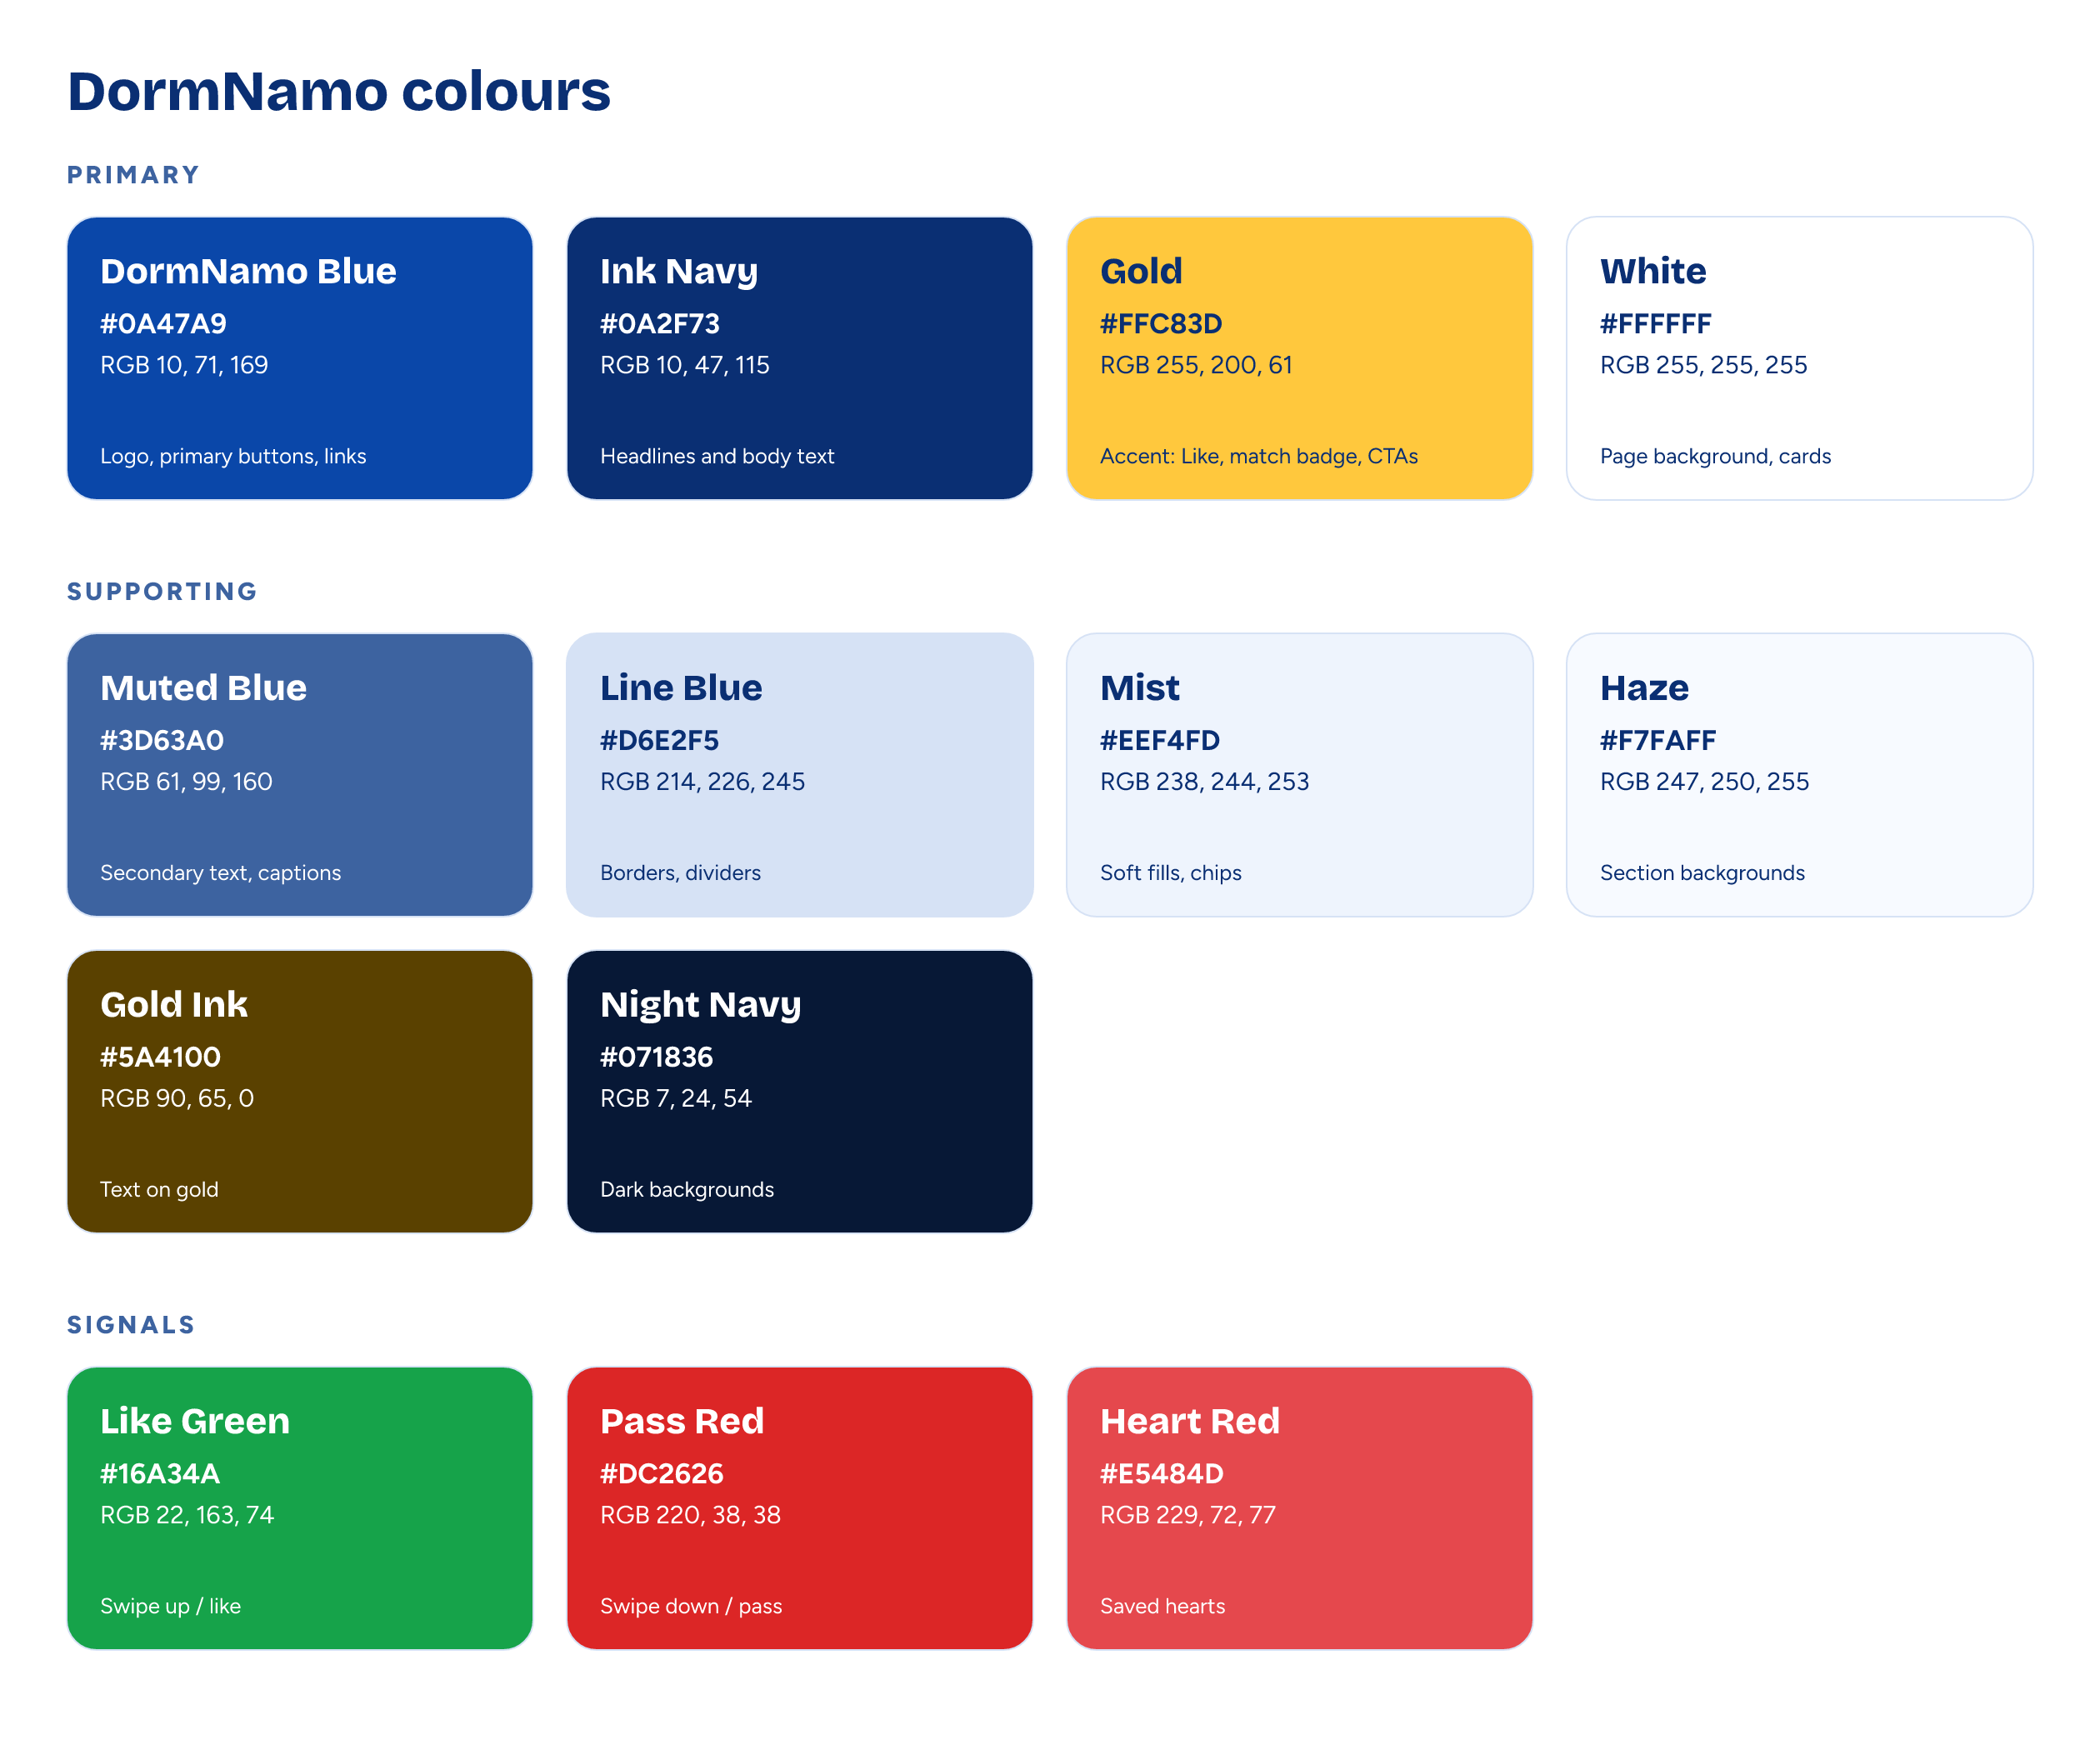 DormNamo colours
PRIMARY
DormNamo Blue
#0A47A9
RGB 10, 71, 169
Logo, primary buttons, links
Ink Navy
#0A2F73
RGB 10, 47, 115
Headlines and body text
Gold
#FFC83D
RGB 255, 200, 61
Accent: Like, match badge, CTAs
White
#FFFFFF
RGB 255, 255, 255
Page background, cards
SUPPORTING
Muted Blue
#3D63A0
RGB 61, 99, 160
Secondary text, captions
Line Blue
#D6E2F5
RGB 214, 226, 245
Borders, dividers
Mist
#EEF4FD
RGB 238, 244, 253
Soft fills, chips
Haze
#F7FAFF
RGB 247, 250, 255
Section backgrounds
Gold Ink
#5A4100
RGB 90, 65, 0
Text on gold
Night Navy
#071836
RGB 7, 24, 54
Dark backgrounds
SIGNALS
Like Green
#16A34A
RGB 22, 163, 74
Swipe up / like
Pass Red
#DC2626
RGB 220, 38, 38
Swipe down / pass
Heart Red
#E5484D
RGB 229, 72, 77
Saved hearts